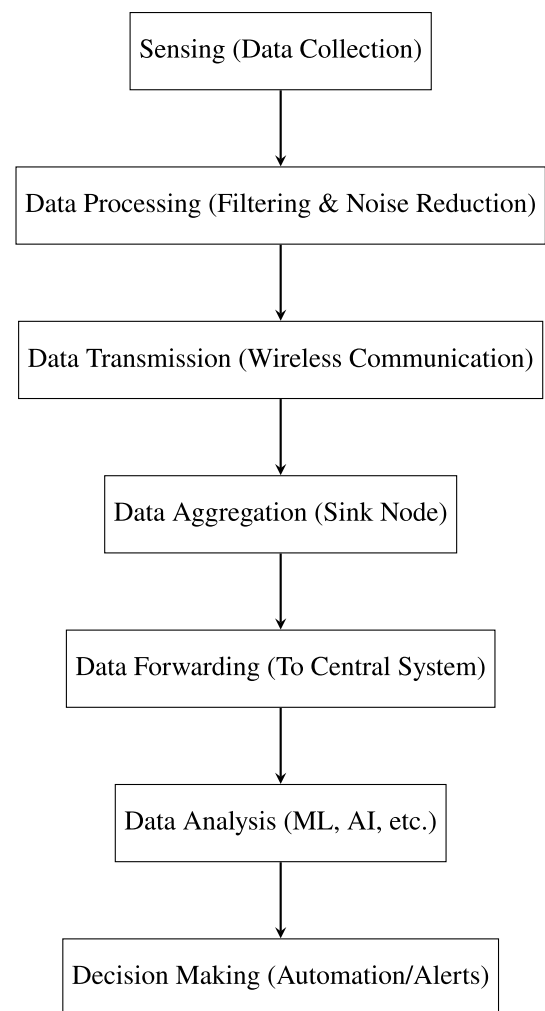 Sensing (Data Collection)
Data Processing (Filtering & Noise Reduction)
Data Transmission (Wireless Communication)
Data Aggregation (Sink Node)
Data Forwarding (To Central System)
Data Analysis (ML, AI, etc.)
Decision Making (Automation/Alerts)